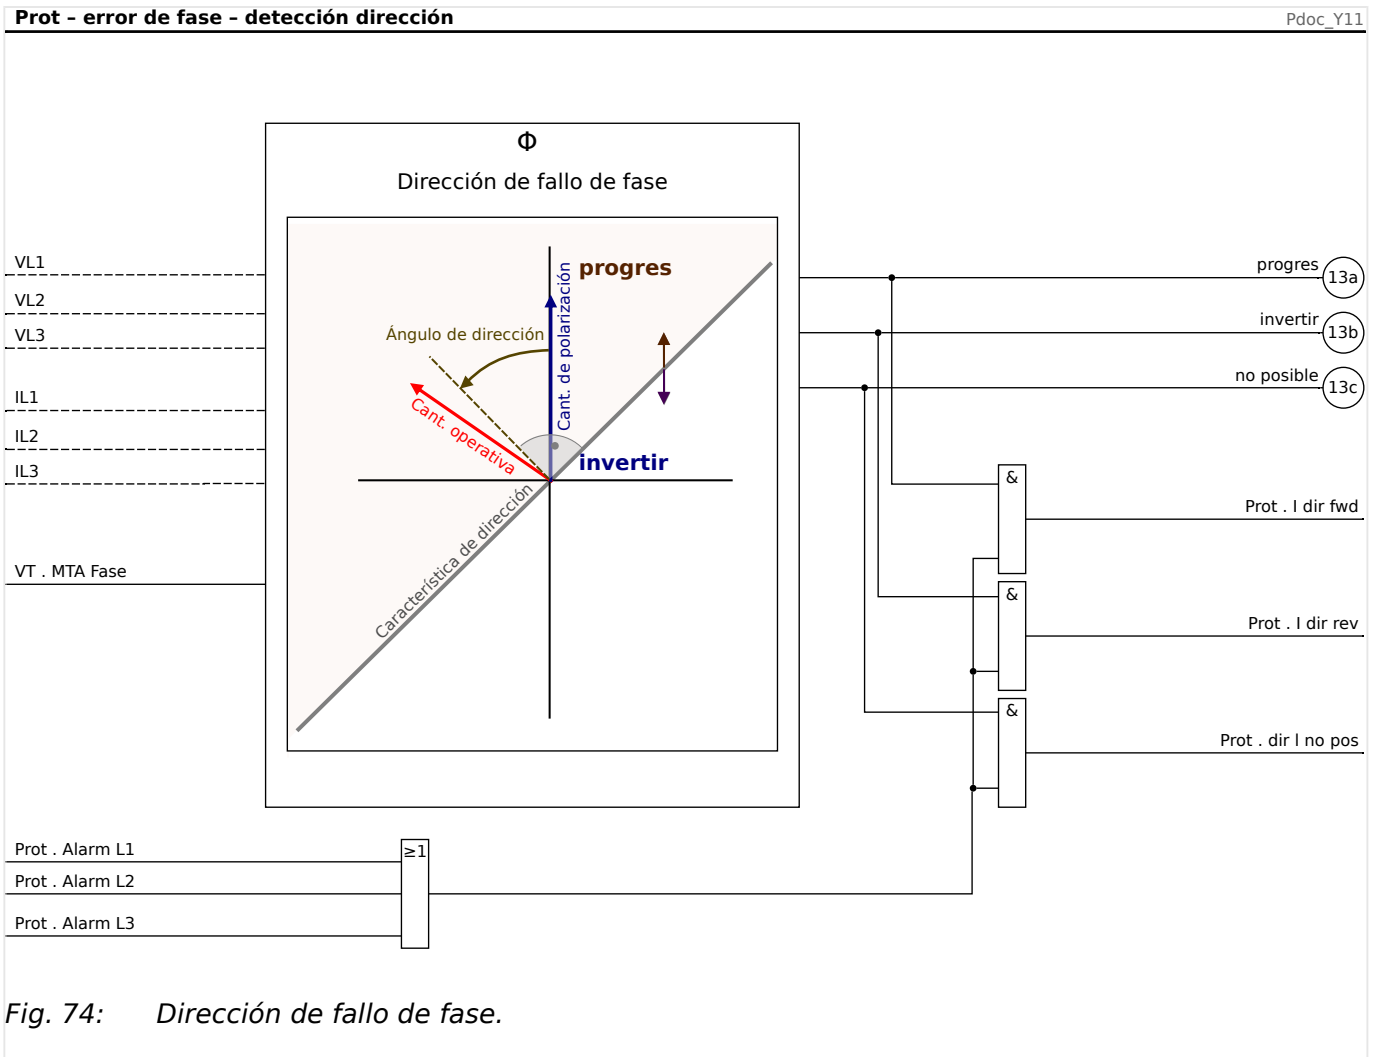 Prot – error de fase – detección dirección
Pdoc_Y11
Φ
Dirección de fallo de fase
VL1
VL2
VL3
IL1
IL2
IL3
VT . MTA Fase
progres
Cant. de polarización
Ángulo de dirección
Cant. operativa
invertir
Característica de dirección
progres
13a
invertir
13b
no posible
13c
&
Prot . I dir fwd
&
Prot . I dir rev
&
Prot . dir I no pos
Prot . Alarm L1
≥1
Prot . Alarm L2
Prot . Alarm L3
Fig. 74: Dirección de fallo de fase.